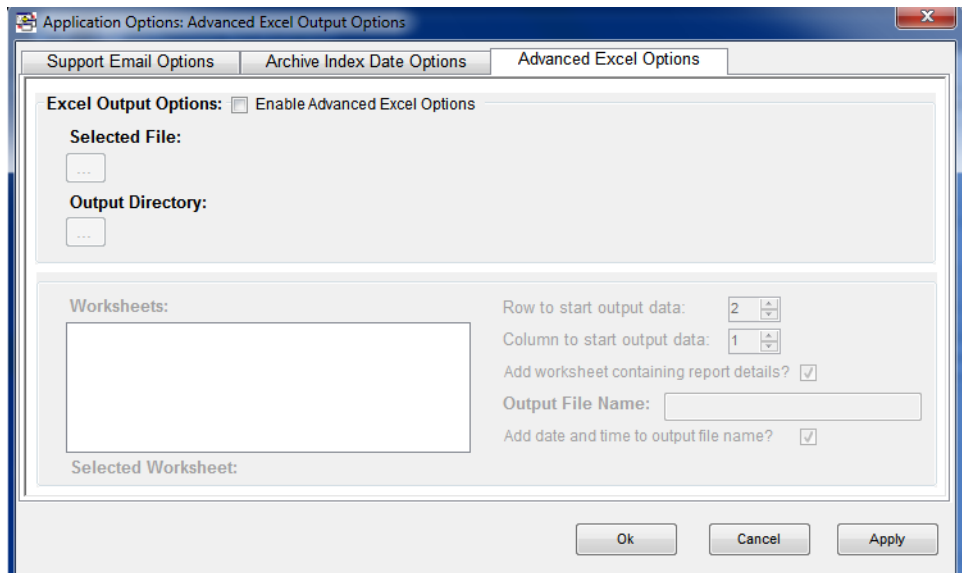 Application Options: Advanced Excel Output Options
Support Email Options
Archive Index Date Options
Advanced Excel Options
Excel Output Options: Enable Advanced Excel Options
Selected File:
...
Output Directory:
...
Worksheets:
Row to start output data: 2
Column to start output data: 1
Add worksheet containing report details?
Output File Name:
Add date and time to output file name?
Selected Worksheet:
Ok
Cancel
Apply